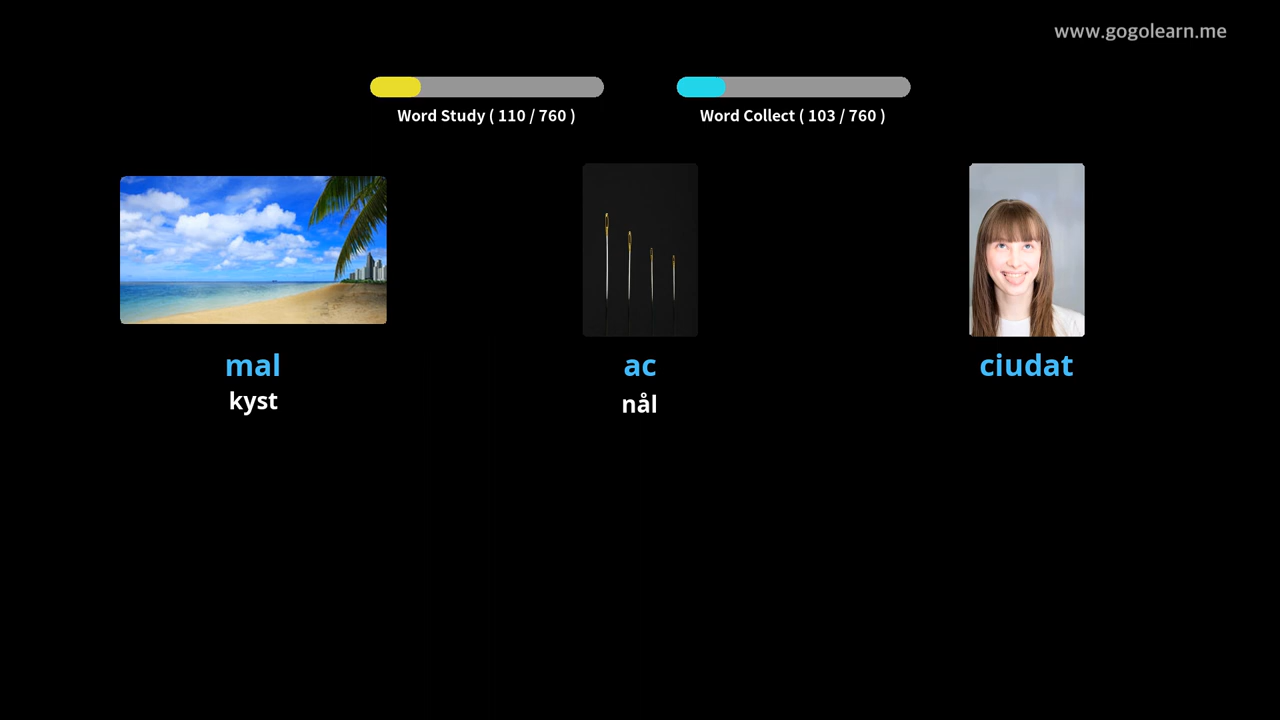 www.gogolearn.me
Word Study ( 110 / 760 )
Word Collect ( 103 / 760 )
mal
kyst
ac
nål
ciudat